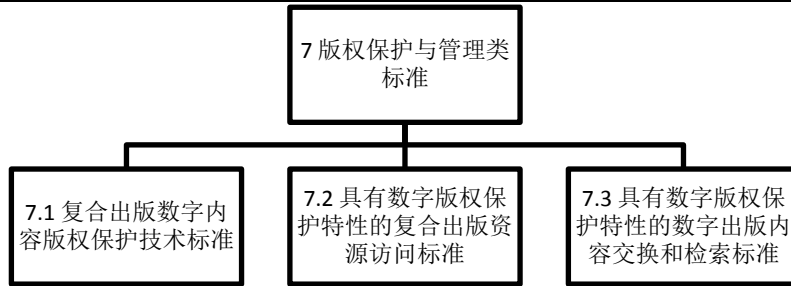 7 版权保护与管理类
标准
7.1 复合出版数字内
容版权保护技术标准
7.2 具有数字版权保
护特性的复合出版资
源访问标准
7.3 具有数字版权保
护特性的数字出版内
容交换和检索标准